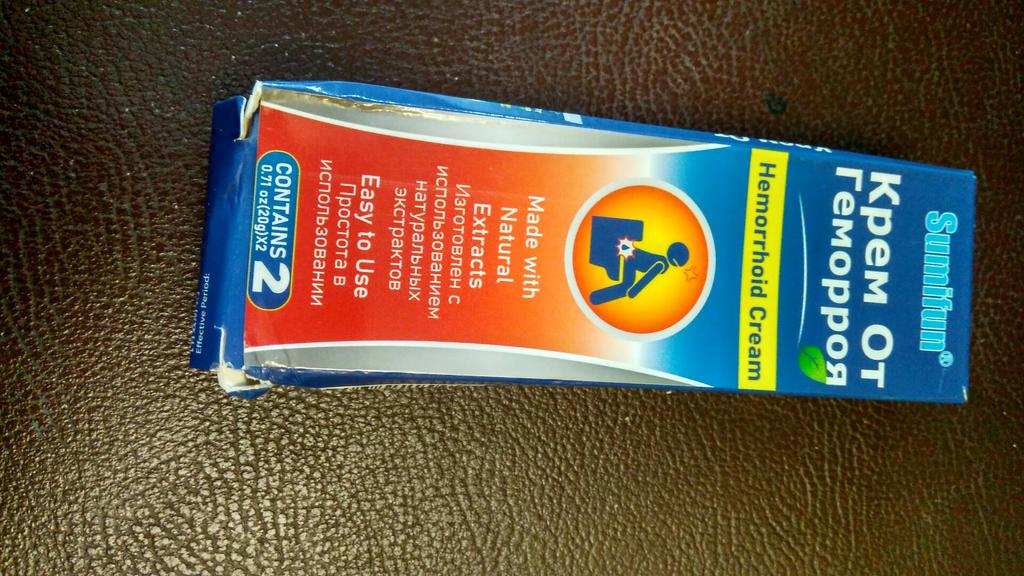 Sumifun®
Крем От
Геморроя
Hemorrhoid Cream
Made with
Natural
Extracts
Изготовлен с
использованием
натуральных
экстрактов
Easy to Use
Простота в
использовании
CONTAINS 2
0.71 oz(20g)X2
Effective Period: